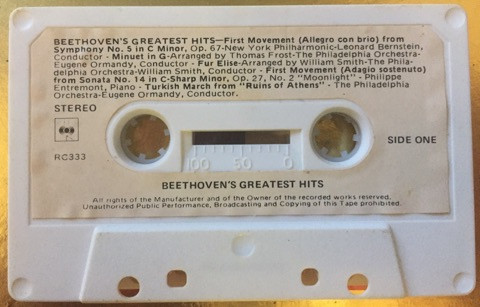 BEETHOVEN'S GREATEST HITS—First Movement (Allegro con brio) from
Symphony No. 5 in C Minor, Op. 67-New York Philharmonic-Leonard Bernstein,
Conductor - Minuet in G-Arranged by Thomas Frost-The Philadelphia Orchestra-
Eugene Ormandy, Conductor. - Fur Elise-Arranged by William Smith-The Phila-
delphia Orchestra-William Smith, Conductor - First Movement (Adagio sostenuto)
from Sonata No. 14 in C-Sharp Minor, Op. 27, No. 2 "Moonlight" - Philippe
Entremont, Piano - Turkish March from "Ruins of Athens" - The Philadelphia
Orchestra-Eugene Ormandy, Conductor.
STEREO
RC333
100 50 0
SIDE ONE
BEETHOVEN'S GREATEST HITS
All rights of the Manufacturer and of the Owner of the recorded works reserved.
Unauthorized Public Performance, Broadcasting and Copying of this Tape prohibited.